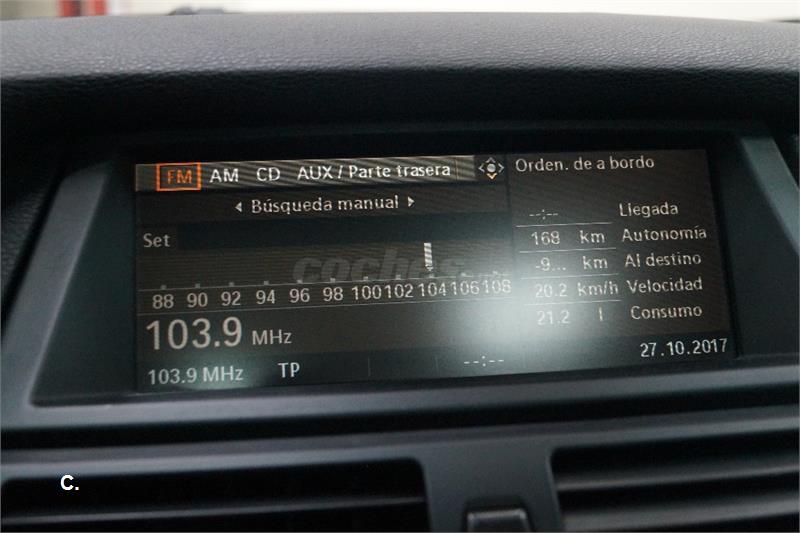 FM AM CD AUX / Parte trasera
Búsqueda manual
Set
88 90 92 94 96 98 100 102 104 106 108
103.9 MHz
103.9 MHz TP --:--
Orden. de a bordo
--:-- Llegada
168 km Autonomía
-9... km Al destino
20.2 km/h Velocidad
21.2 l Consumo
27.10.2017
coches
C.